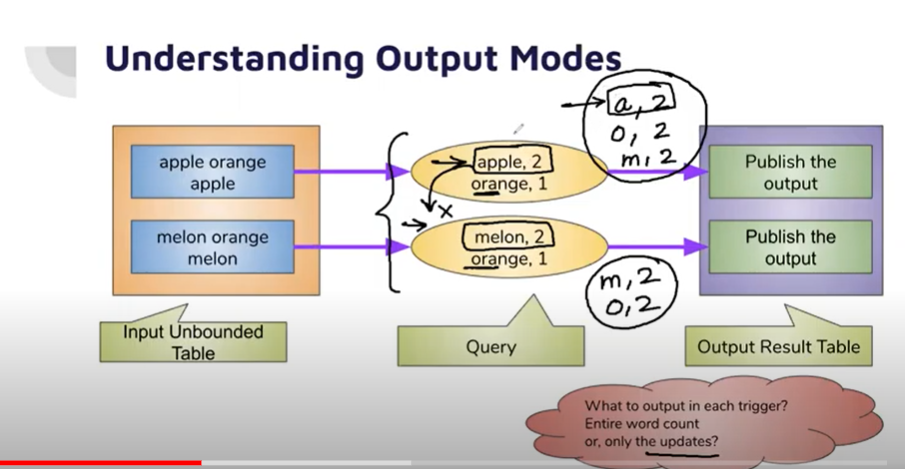 Understanding Output Modes
a, 2
o, 2
m, 2
apple orange
apple
apple, 2
orange, 1
x
Publish the
output
melon orange
melon
melon, 2
orange, 1
Publish the
output
m, 2
o, 2
Input Unbounded
Table
Query
Output Result Table
What to output in each trigger?
Entire word count
or, only the updates?